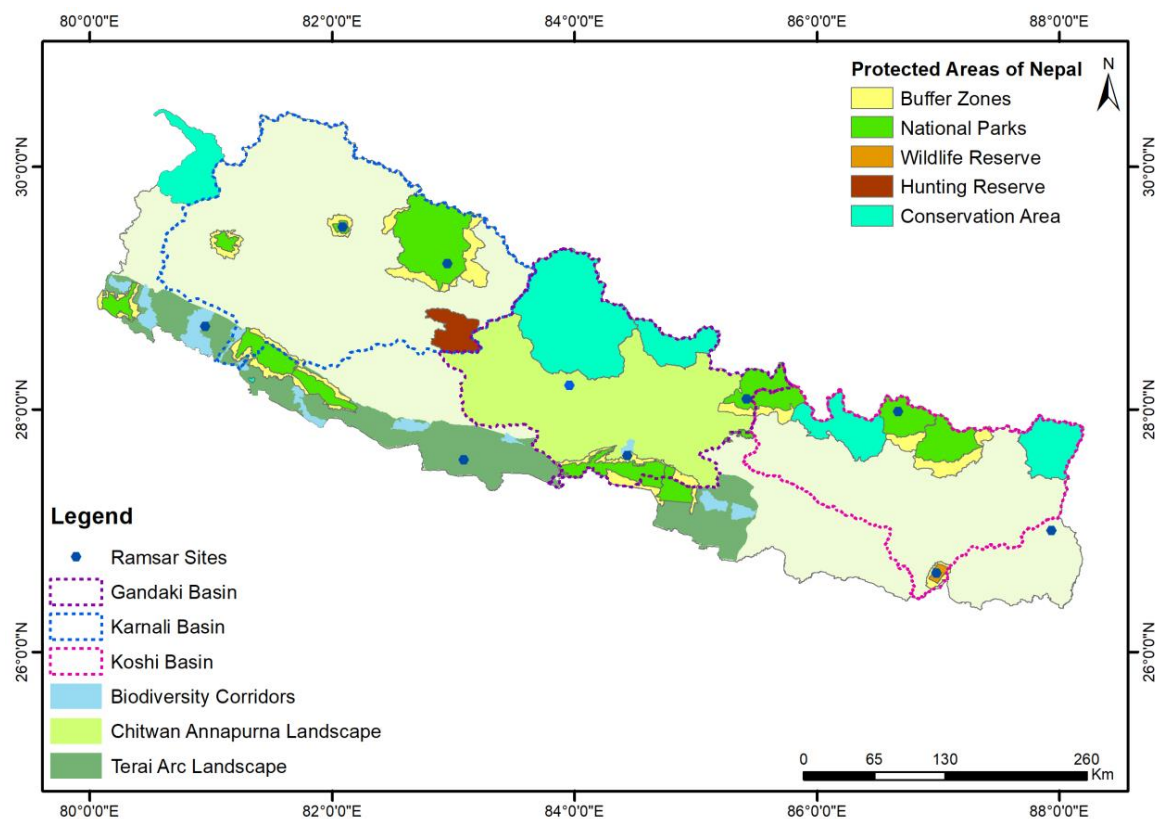 80°0'0"E 82°0'0"E 84°0'0"E 86°0'0"E 88°0'0"E
Protected Areas of Nepal
N
Buffer Zones
National Parks
Wildlife Reserve
Hunting Reserve
Conservation Area
30°0'0"N 30°0'0"N
28°0'0"N 28°0'0"N
26°0'0"N 26°0'0"N
Legend
Ramsar Sites
Gandaki Basin
Karnali Basin
Koshi Basin
Biodiversity Corridors
Chitwan Annapurna Landscape
Terai Arc Landscape
0 65 130 260
Km
80°0'0"E 82°0'0"E 84°0'0"E 86°0'0"E 88°0'0"E